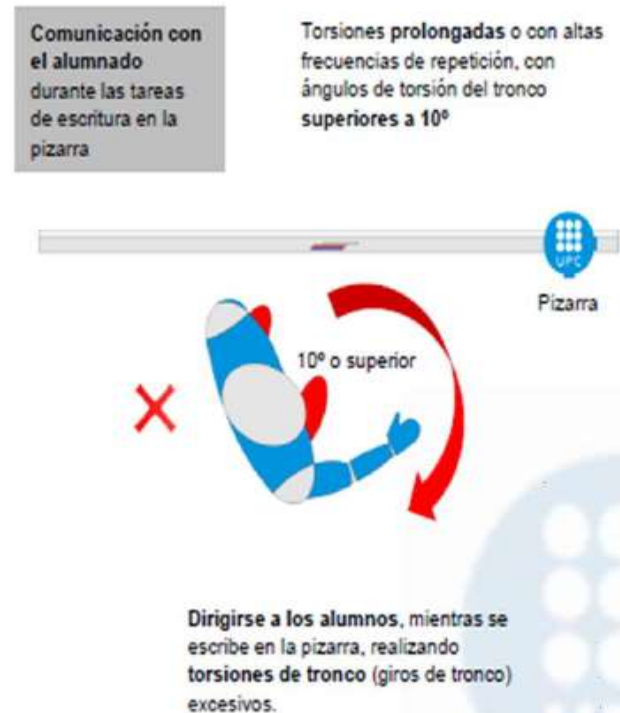 Comunicación con
el alumnado
durante las tareas
de escritura en la
pizarra
Torsiones prolongadas o con altas
frecuencias de repetición, con
ángulos de torsión del tronco
superiores a 10º
UPC
Pizarra
10º o superior
Dirigirse a los alumnos, mientras se
escribe en la pizarra, realizando
torsiones de tronco (giros de tronco)
excesivos.